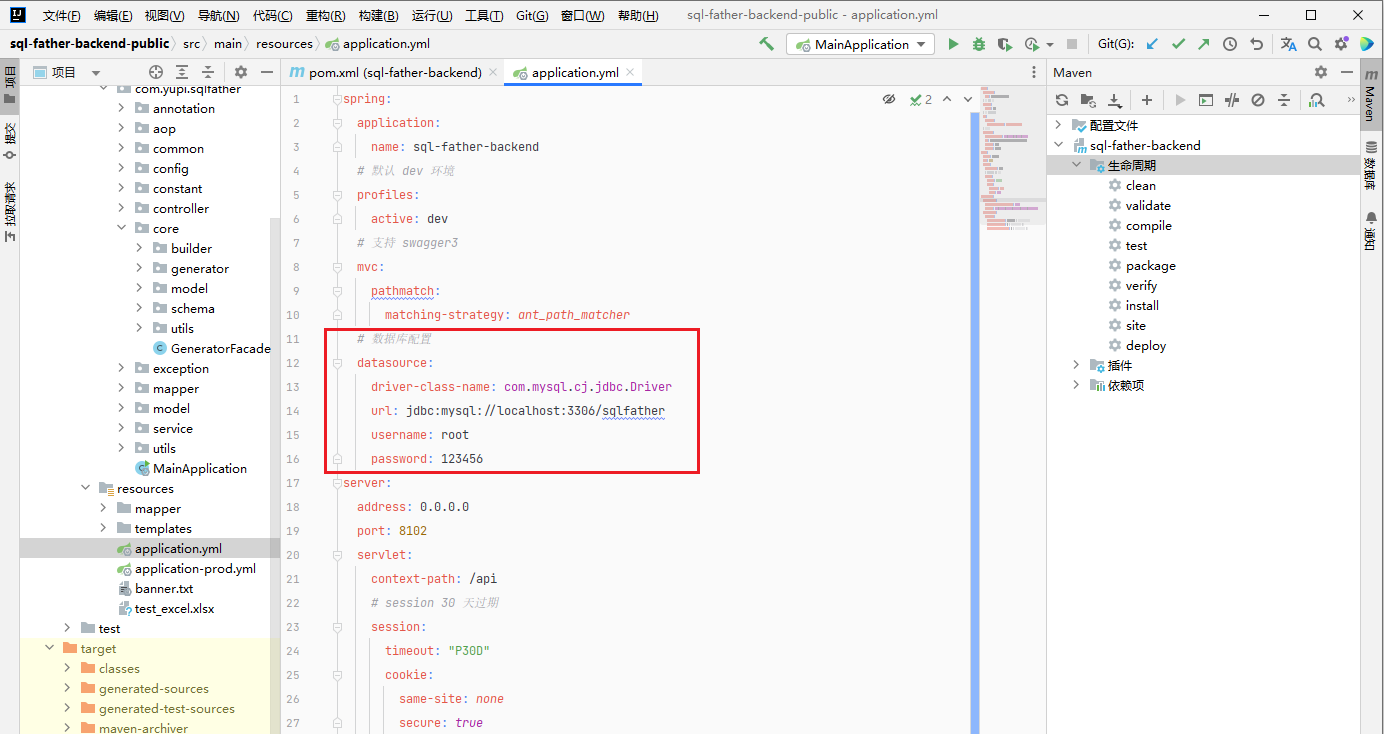 文件(F) 编辑(E) 视图(V) 导航(N) 代码(C) 重构(R) 构建(B) 运行(U) 工具(T) Git(G) 窗口(W) 帮助(H) sql-father-backend-public - application.yml
sql-father-backend-public src main resources application.yml MainApplication Git(G):
项目
提交
拉取请求
项目
com.yupi.sqlfather
annotation
aop
common
config
constant
controller
core
builder
generator
model
schema
utils
GeneratorFacade
exception
mapper
model
service
utils
MainApplication
resources
mapper
templates
application.yml
application-prod.yml
banner.txt
test_excel.xlsx
test
target
classes
generated-sources
generated-test-sources
maven-archiver
pom.xml (sql-father-backend) application.yml
2
1 spring:
2 application:
3 name: sql-father-backend
4 # 默认 dev 环境
5 profiles:
6 active: dev
7 # 支持 swagger3
8 mvc:
9 pathmatch:
10 matching-strategy: ant_path_matcher
11 # 数据库配置
12 datasource:
13 driver-class-name: com.mysql.cj.jdbc.Driver
14 url: jdbc:mysql://localhost:3306/sqlfather
15 username: root
16 password: 123456
17 server:
18 address: 0.0.0.0
19 port: 8102
20 servlet:
21 context-path: /api
22 # session 30 天过期
23 session:
24 timeout: "P30D"
25 cookie:
26 same-site: none
27 secure: true
Maven
配置文件
sql-father-backend
生命周期
clean
validate
compile
test
package
verify
install
site
deploy
插件
依赖项
Maven
数据库
通知